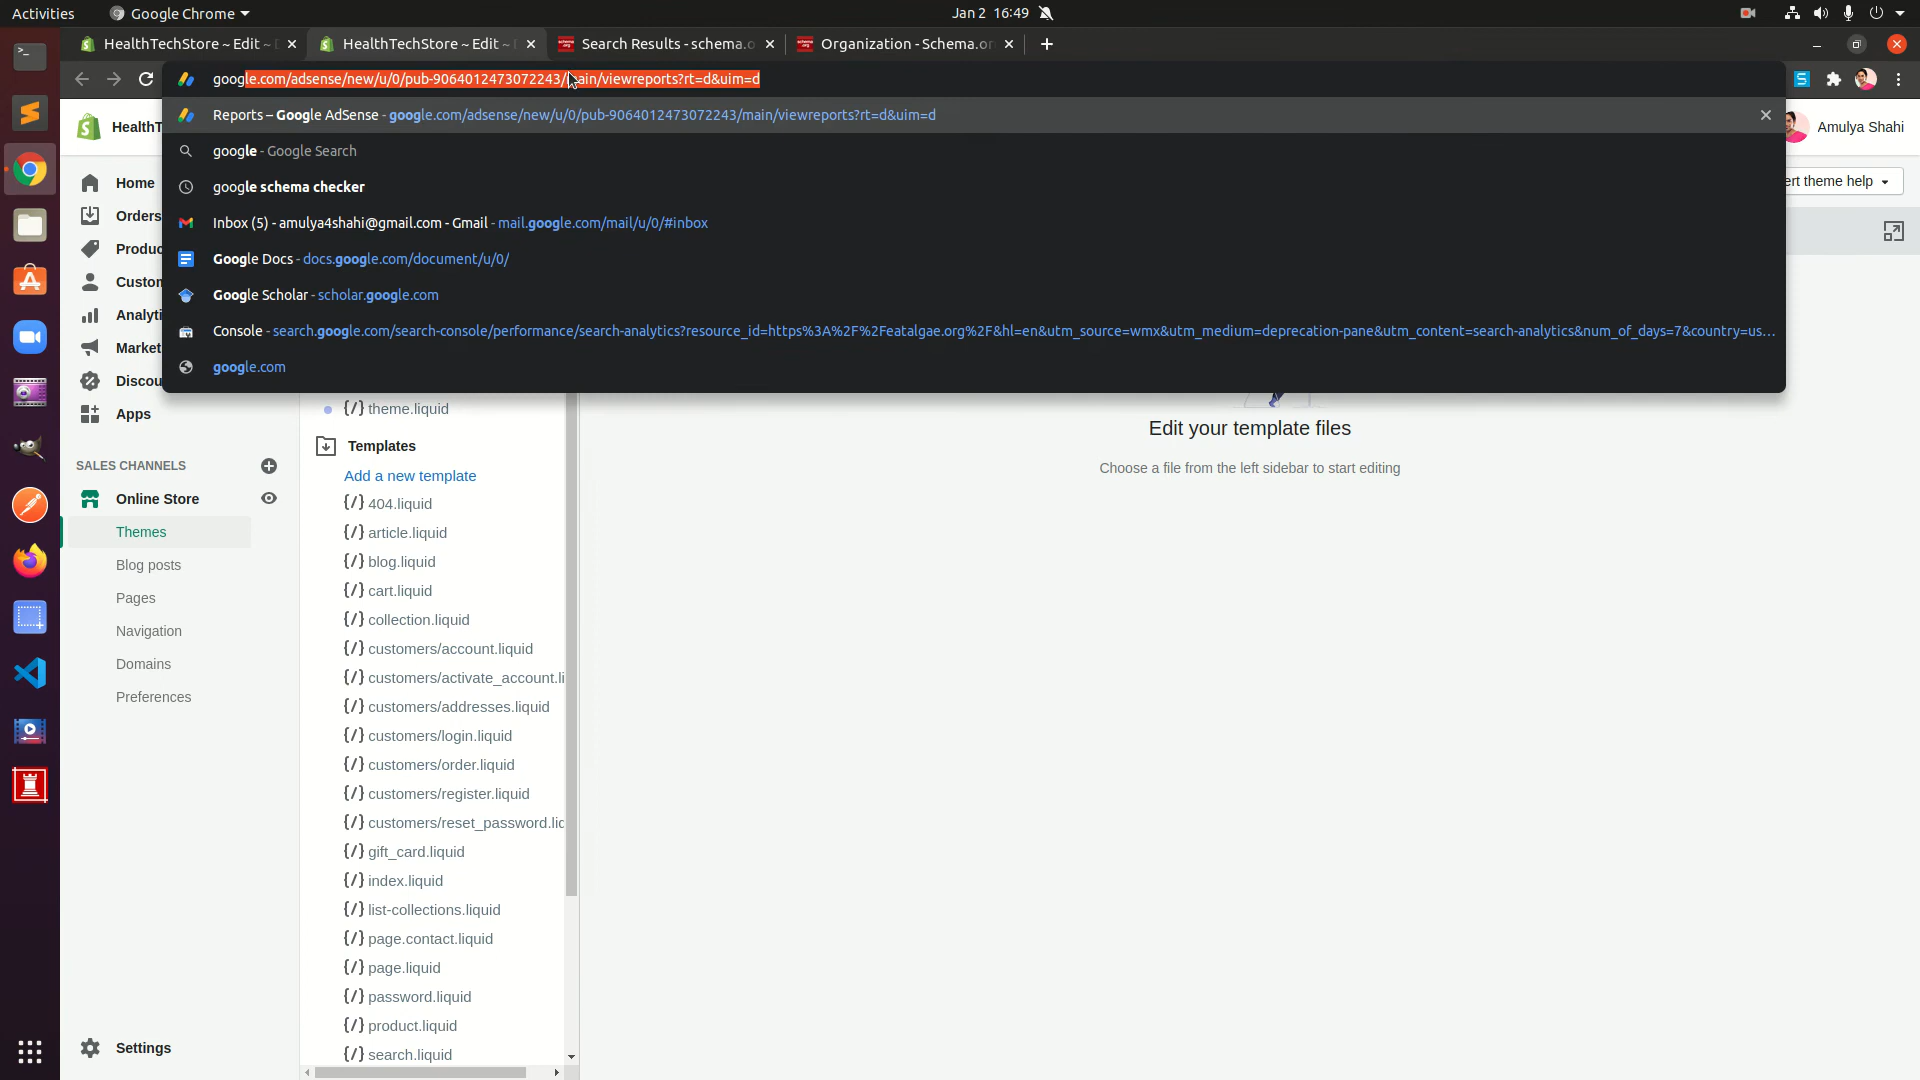 Activities
Google Chrome
Jan 2 16:49
HealthTechStore ~ Edit ~
HealthTechStore ~ Edit ~
Search Results - schema.o
Organization - Schema.or
google.com/adsense/new/u/0/pub-9064012473072243/main/viewreports?rt=d&uim=d
Reports – Google AdSense - google.com/adsense/new/u/0/pub-9064012473072243/main/viewreports?rt=d&uim=d
google - Google Search
google schema checker
Inbox (5) - amulya4shahi@gmail.com - Gmail - mail.google.com/mail/u/0/#inbox
Google Docs - docs.google.com/document/u/0/
Google Scholar - scholar.google.com
Console - search.google.com/search-console/performance/search-analytics?resource_id=https%3A%2F%2Featalgae.org%2F&hl=en&utm_source=wmx&utm_medium=deprecation-pane&utm_content=search-analytics&num_of_days=7&country=us...
google.com
HealthT
Amulya Shahi
ert theme help
Home
Orders
Produc
Custom
Analyti
Market
Discou
Apps
SALES CHANNELS
Online Store
Themes
Blog posts
Pages
Navigation
Domains
Preferences
Settings
{/} theme.liquid
Templates
Add a new template
{/} 404.liquid
{/} article.liquid
{/} blog.liquid
{/} cart.liquid
{/} collection.liquid
{/} customers/account.liquid
{/} customers/activate_account.li
{/} customers/addresses.liquid
{/} customers/login.liquid
{/} customers/order.liquid
{/} customers/register.liquid
{/} customers/reset_password.liq
{/} gift_card.liquid
{/} index.liquid
{/} list-collections.liquid
{/} page.contact.liquid
{/} page.liquid
{/} password.liquid
{/} product.liquid
{/} search.liquid
Edit your template files
Choose a file from the left sidebar to start editing